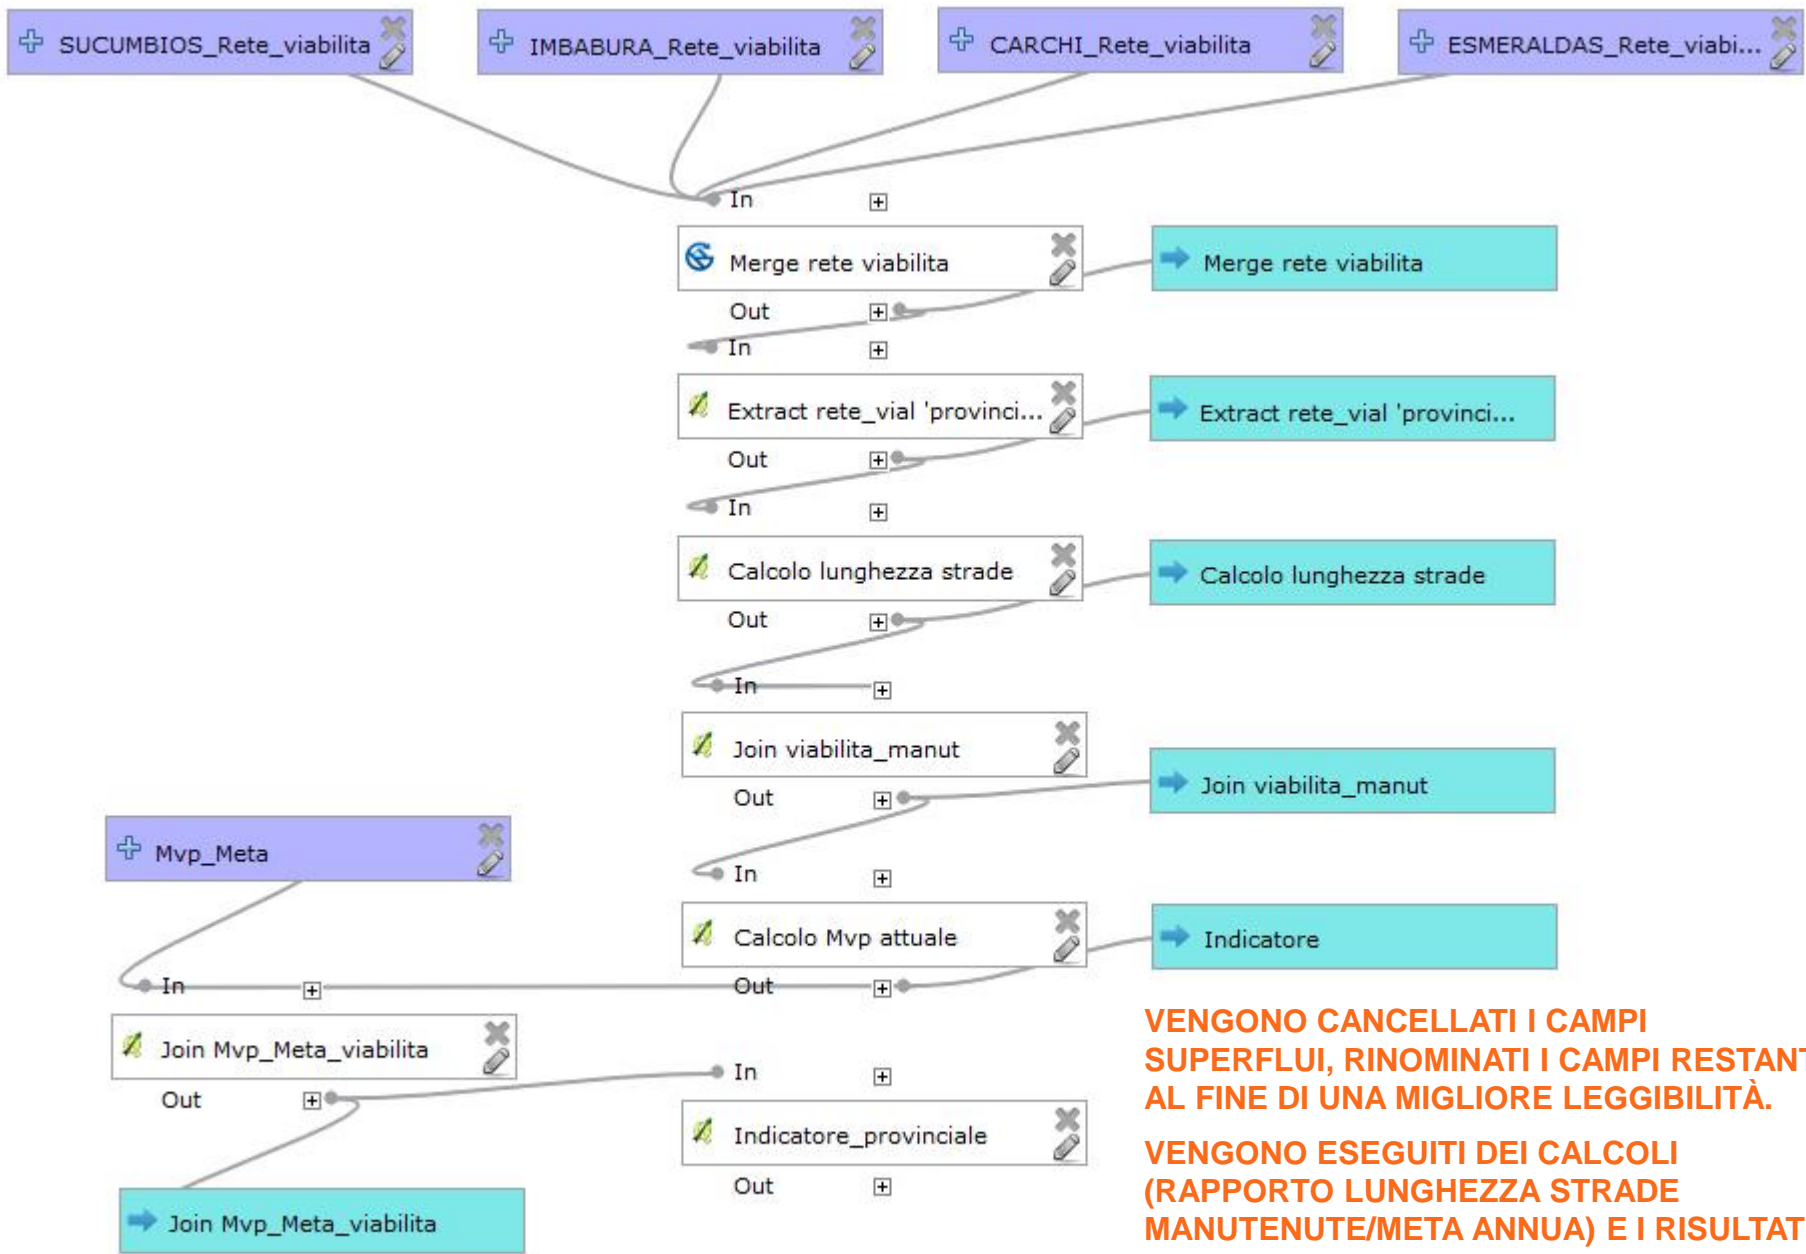 SUCUMBIOS_Rete_viabilita
IMBABURA_Rete_viabilita
CARCHI_Rete_viabilita
ESMERALDAS_Rete_viabi...
In
Merge rete viabilita
Merge rete viabilita
Out
In
Extract rete_vial 'provinci...
Extract rete_vial 'provinci...
Out
In
Calcolo lunghezza strade
Calcolo lunghezza strade
Out
In
Join viabilita_manut
Join viabilita_manut
Out
Mvp_Meta
In
Calcolo Mvp attuale
Indicatore
In
Out
Join Mvp_Meta_viabilita
Out
In
Indicatore_provinciale
Out
Join Mvp_Meta_viabilita
VENGONO CANCELLATI I CAMPI
SUPERFLUI, RINOMINATI I CAMPI RESTANT
AL FINE DI UNA MIGLIORE LEGGIBILITÀ.
VENGONO ESEGUITI DEI CALCOLI
(RAPPORTO LUNGHEZZA STRADE
MANUTENUTE/META ANNUA) E I RISULTAT